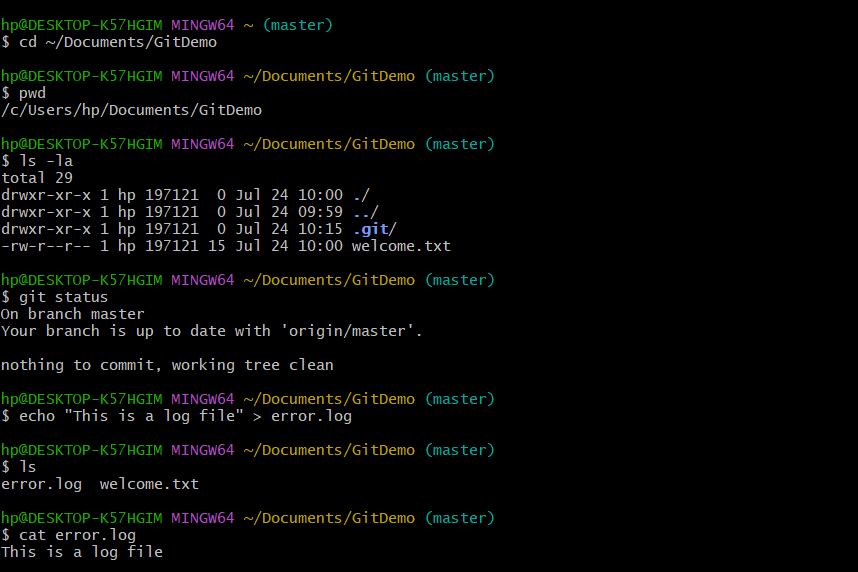 hp@DESKTOP-K57HGIM MINGW64 ~ (master)
$ cd ~/Documents/GitDemo
hp@DESKTOP-K57HGIM MINGW64 ~/Documents/GitDemo (master)
$ pwd
/c/Users/hp/Documents/GitDemo
hp@DESKTOP-K57HGIM MINGW64 ~/Documents/GitDemo (master)
$ ls -la
total 29
drwxr-xr-x 1 hp 197121  0 Jul 24 10:00 ./
drwxr-xr-x 1 hp 197121  0 Jul 24 09:59 ../
drwxr-xr-x 1 hp 197121  0 Jul 24 10:15 .git/
-rw-r--r-- 1 hp 197121 15 Jul 24 10:00 welcome.txt
hp@DESKTOP-K57HGIM MINGW64 ~/Documents/GitDemo (master)
$ git status
On branch master
Your branch is up to date with 'origin/master'.
nothing to commit, working tree clean
hp@DESKTOP-K57HGIM MINGW64 ~/Documents/GitDemo (master)
$ echo "This is a log file" > error.log
hp@DESKTOP-K57HGIM MINGW64 ~/Documents/GitDemo (master)
$ ls
error.log  welcome.txt
hp@DESKTOP-K57HGIM MINGW64 ~/Documents/GitDemo (master)
$ cat error.log
This is a log file